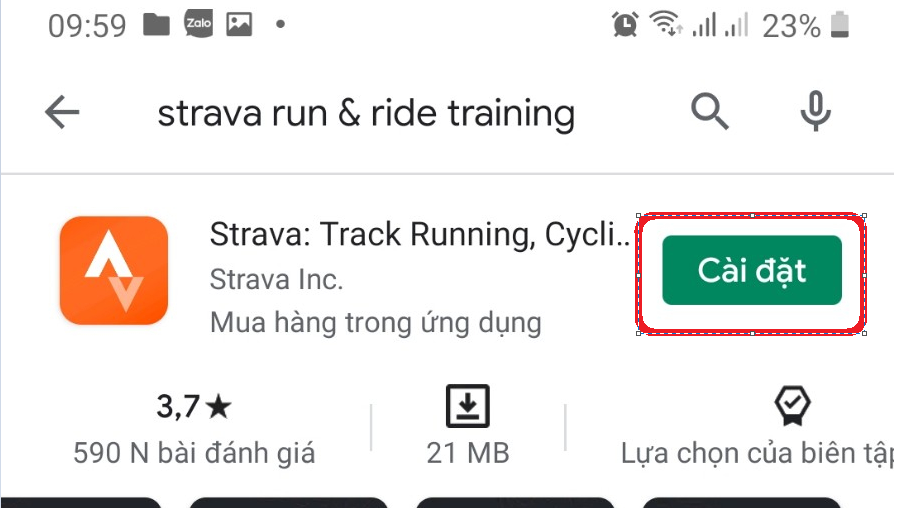 09:59 Zalo 23%
strava run & ride training
Strava: Track Running, Cycli..
Strava Inc.
Mua hàng trong ứng dụng
Cài đặt
3,7★
590 N bài đánh giá
21 MB
Lựa chọn của biên tập